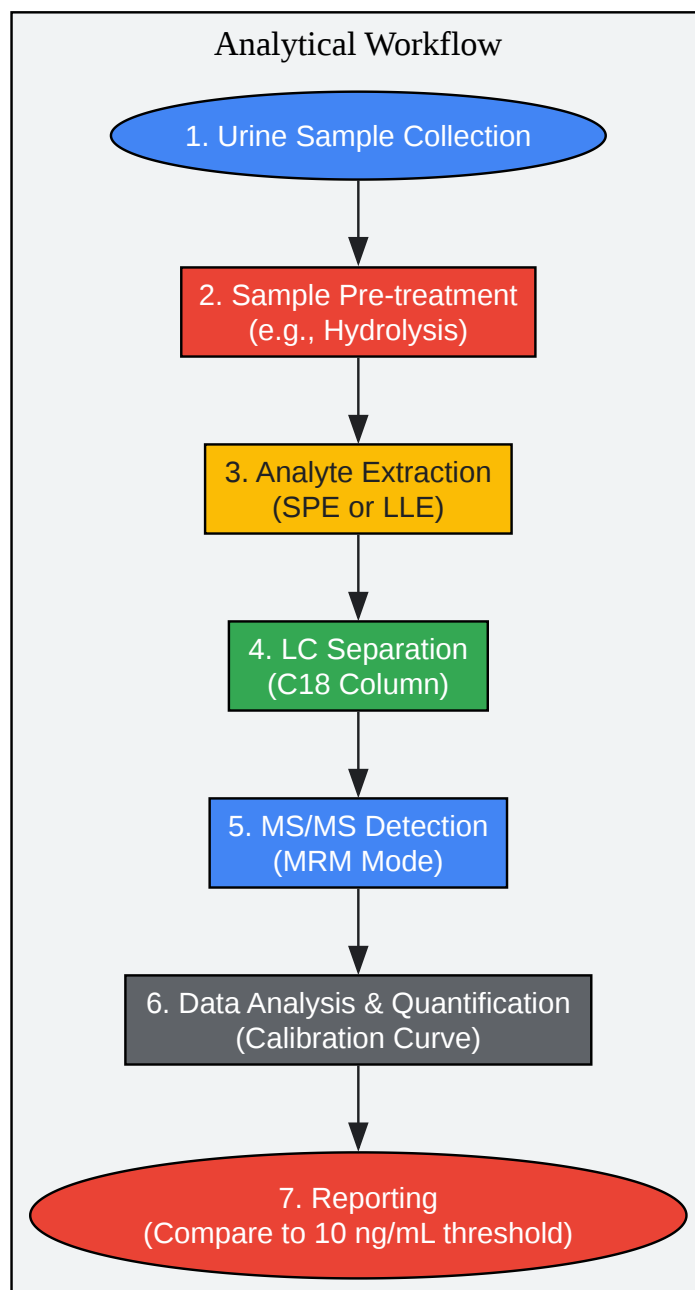 Analytical Workflow
1. Urine Sample Collection
2. Sample Pre-treatment
(e.g., Hydrolysis)
3. Analyte Extraction
(SPE or LLE)
4. LC Separation
(C18 Column)
5. MS/MS Detection
(MRM Mode)
6. Data Analysis & Quantification
(Calibration Curve)
7. Reporting
(Compare to 10 ng/mL threshold)